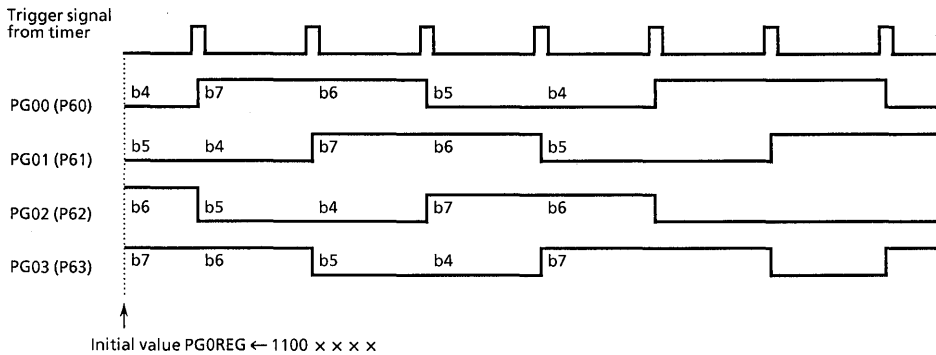 Trigger signal
from timer
b4 b7 b6 b5 b4
PG00 (P60)
b5 b4 b7 b6 b5
PG01 (P61)
b6 b5 b4 b7 b6
PG02 (P62)
b7 b6 b5 b4 b7
PG03 (P63)
Initial value PG0REG ← 1100 × × × ×